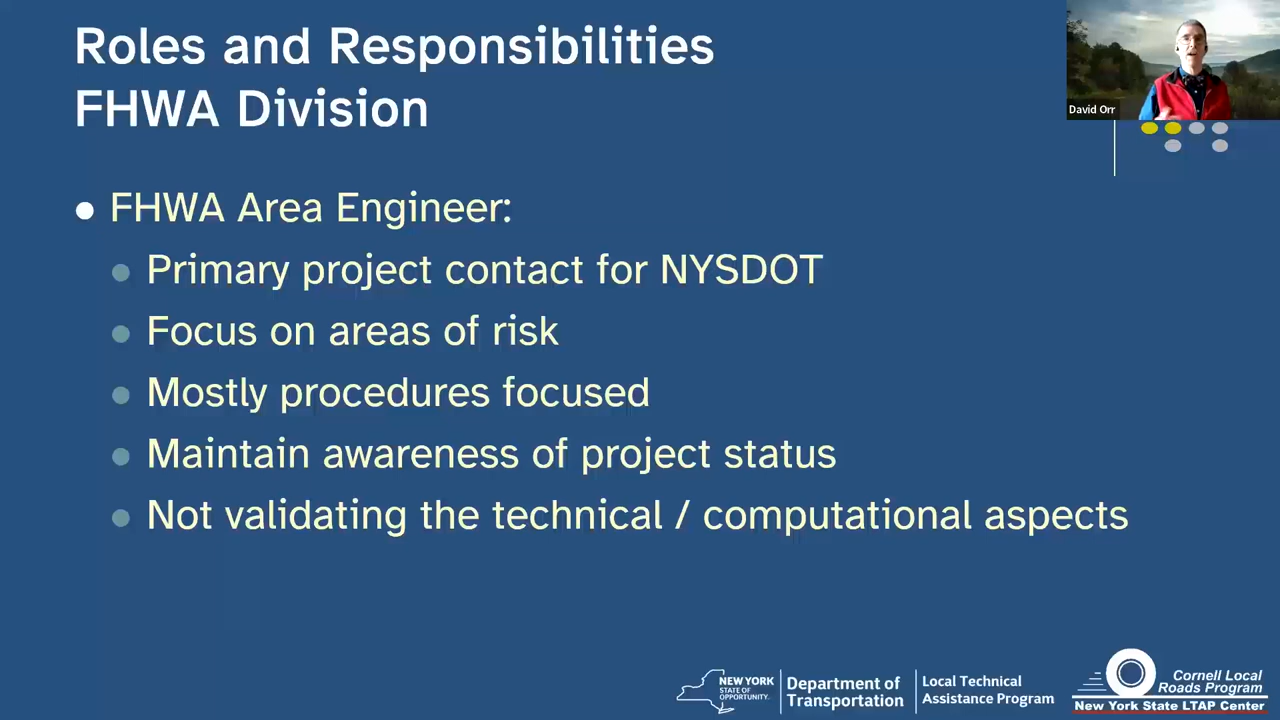 Roles and Responsibilities
FHWA Division
David Orr
FHWA Area Engineer:
Primary project contact for NYSDOT
Focus on areas of risk
Mostly procedures focused
Maintain awareness of project status
Not validating the technical / computational aspects
NEW YORK
STATE OF
OPPORTUNITY.
Department of
Transportation
Local Technical
Assistance Program
Cornell Local
Roads Program
New York State LTAP Center